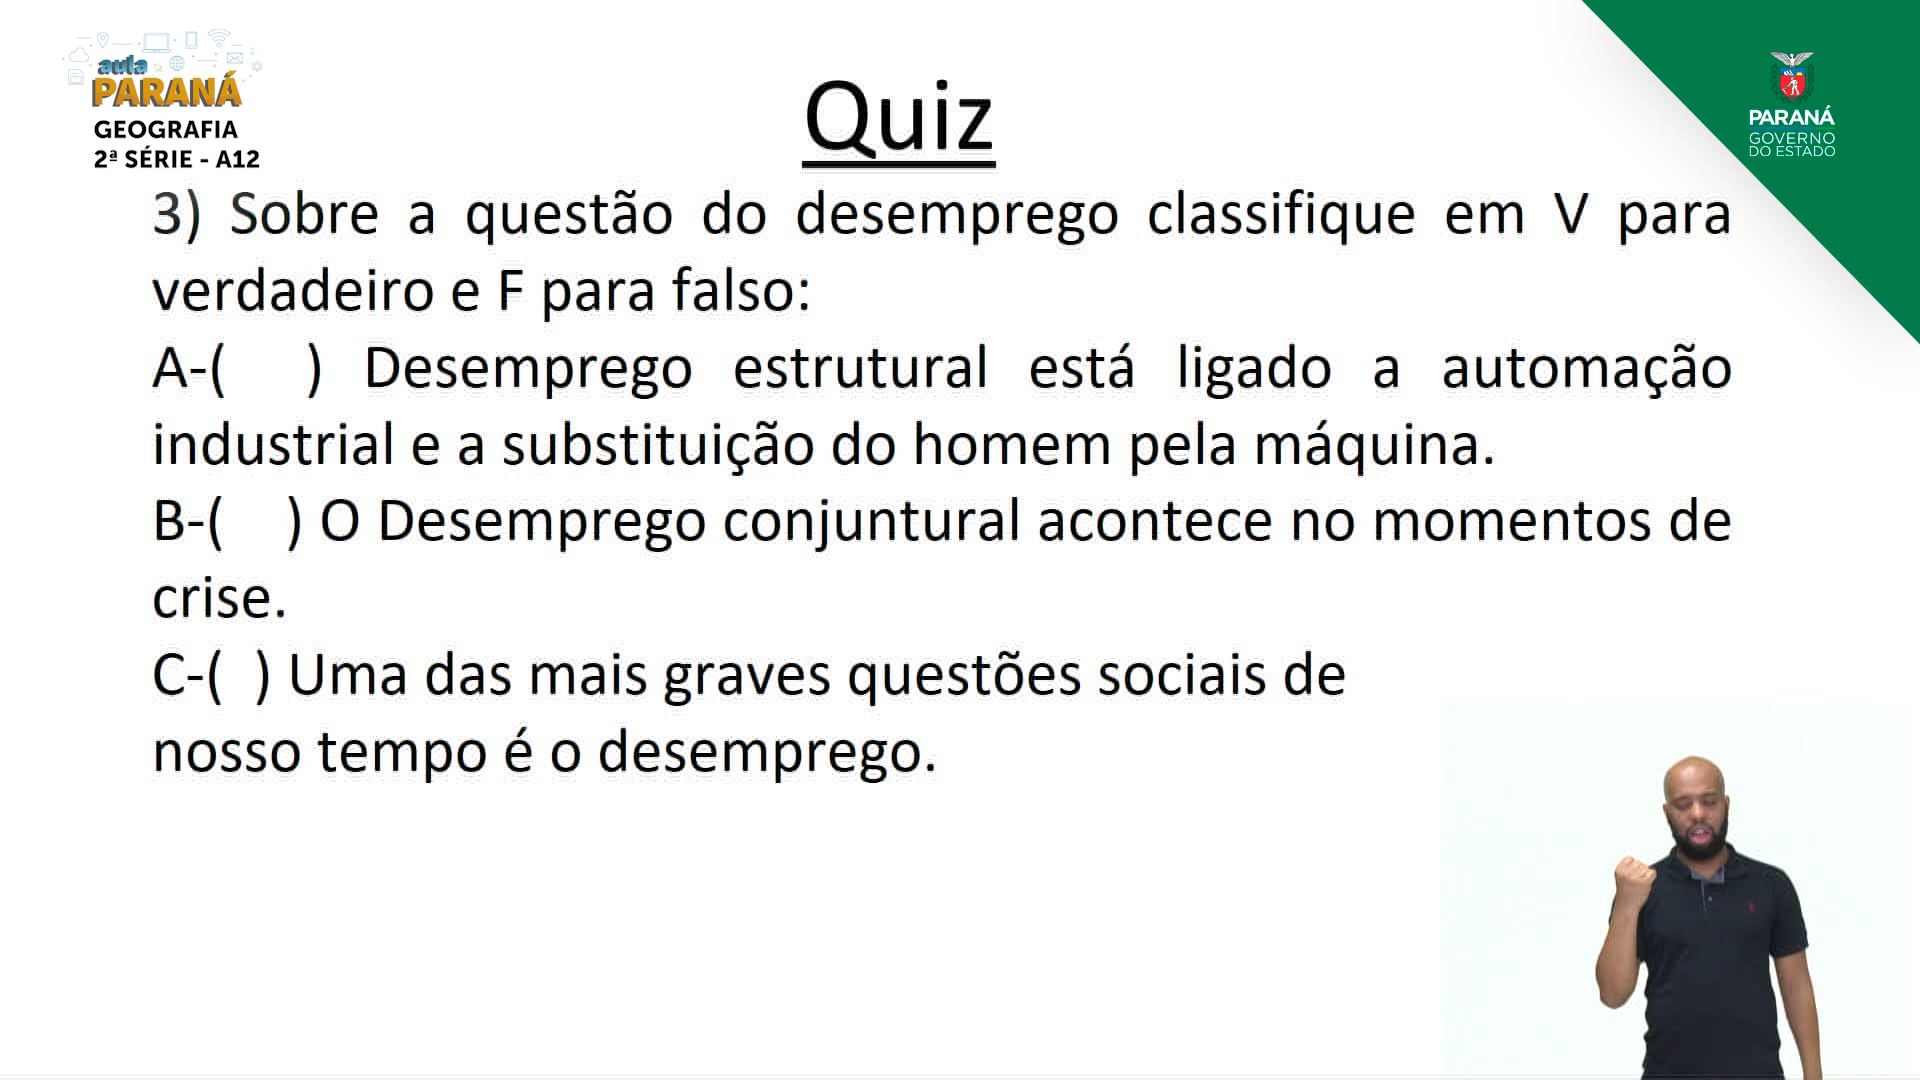 aula
PARANÁ
GEOGRAFIA
2ª SÉRIE - A12
Quiz
PARANÁ
GOVERNO
DO ESTADO
3) Sobre a questão do desemprego classifique em V para
verdadeiro e F para falso:
A-( ) Desemprego estrutural está ligado a automação
industrial e a substituição do homem pela máquina.
B-( ) O Desemprego conjuntural acontece no momentos de
crise.
C-( ) Uma das mais graves questões sociais de
nosso tempo é o desemprego.